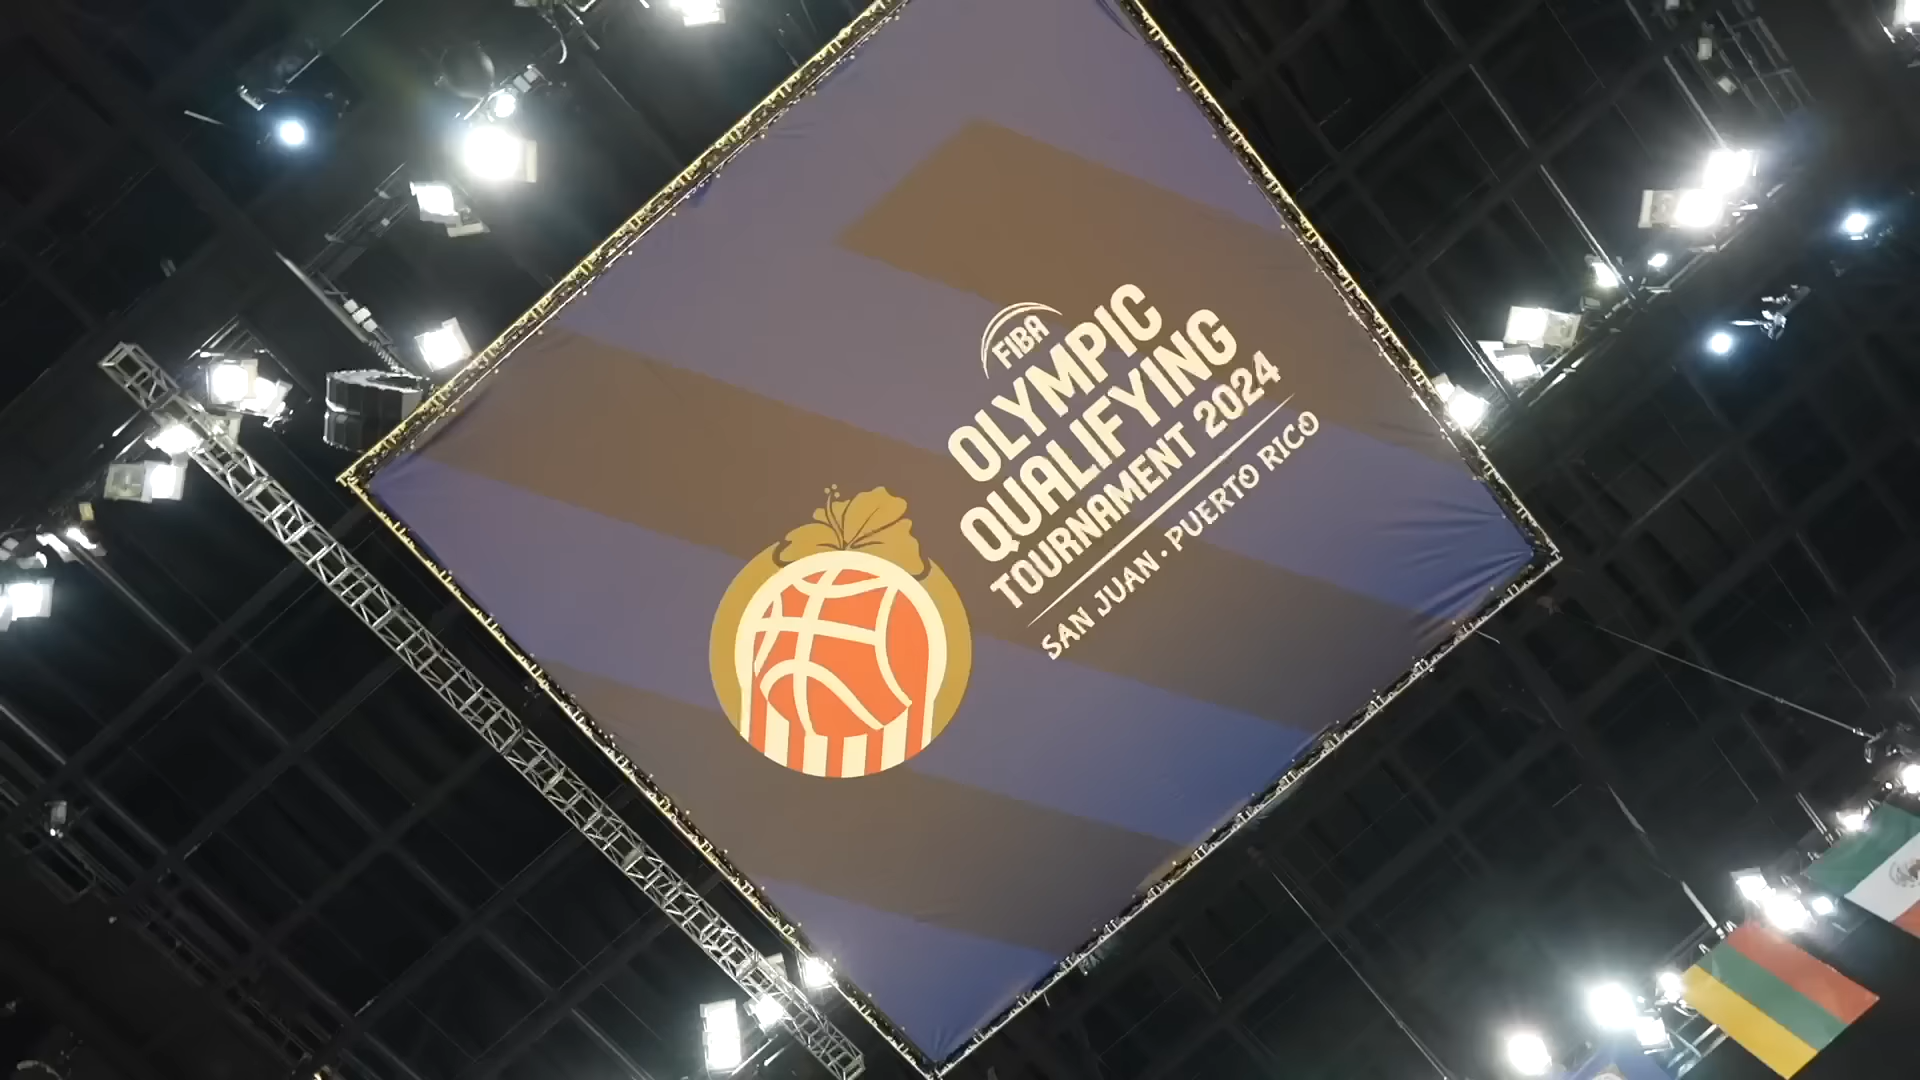 FIBA
OLYMPIC
QUALIFYING
TOURNAMENT 2024
SAN JUAN · PUERTO RICO